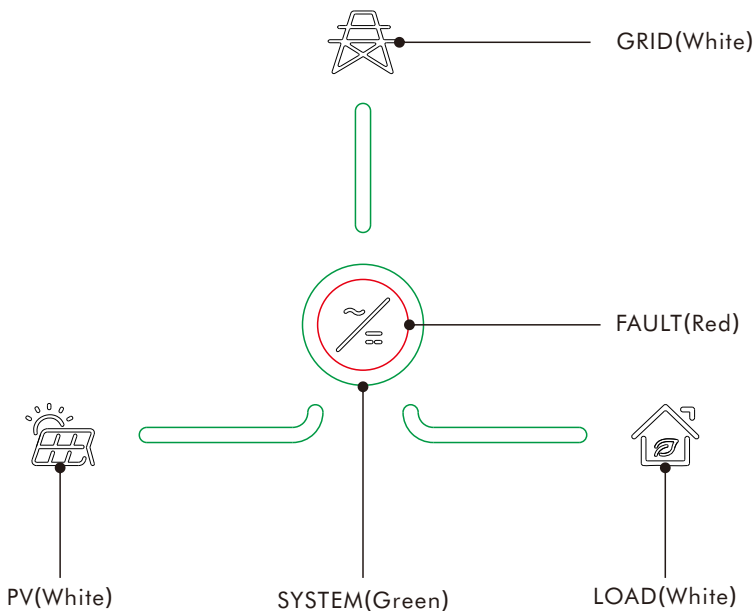 GRID(White)
FAULT(Red)
PV(White)
SYSTEM(Green)
LOAD(White)